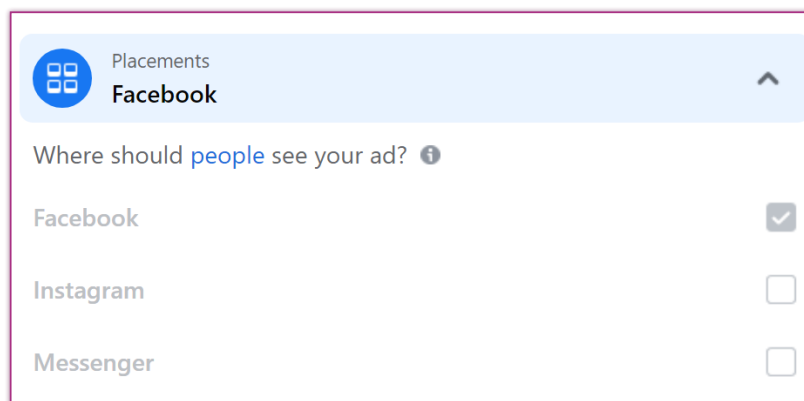 Placements
Facebook
Where should people see your ad?
Facebook
Instagram
Messenger